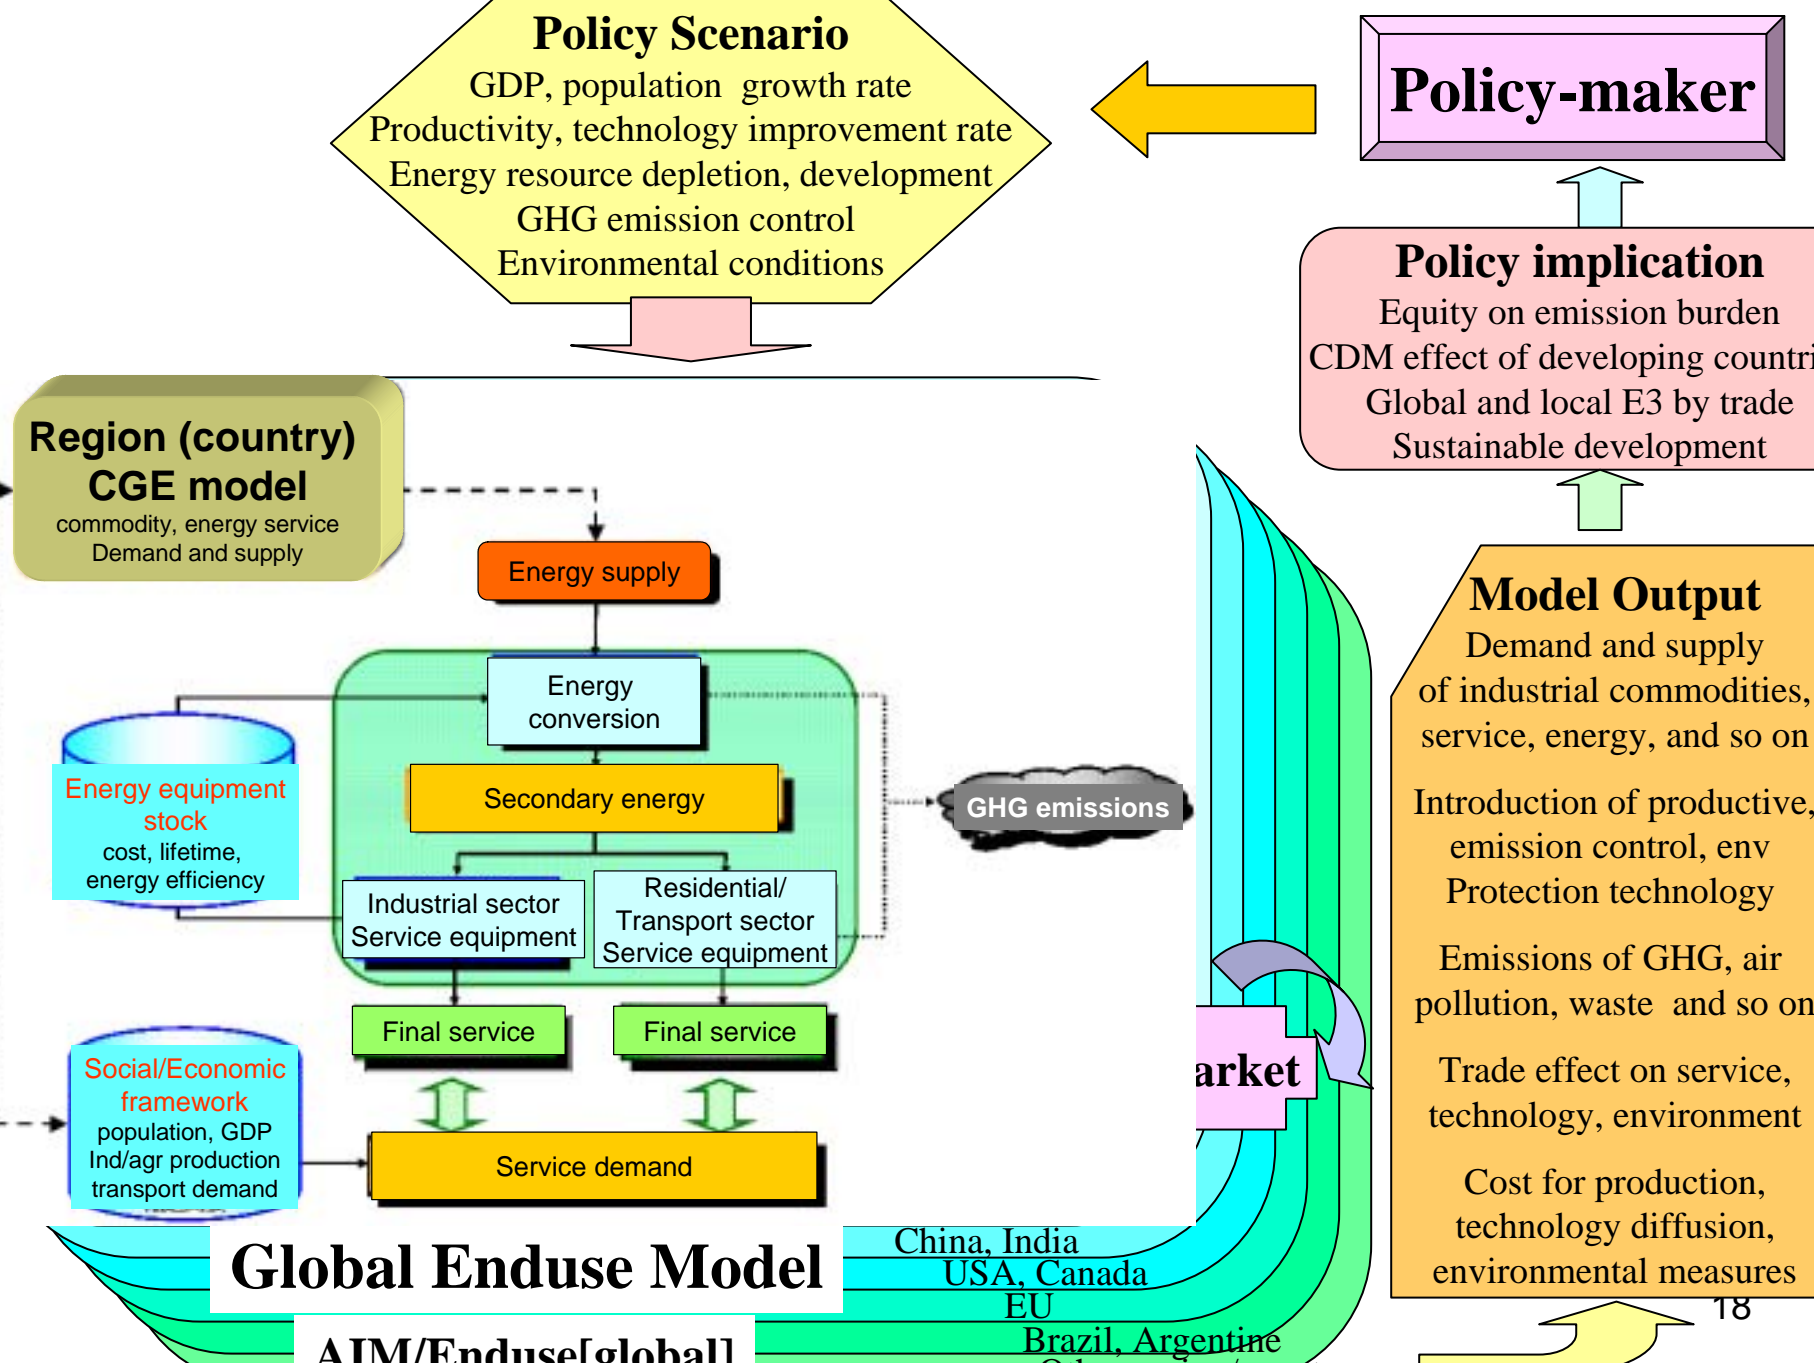 Policy Scenario
GDP, population growth rate
Productivity, technology improvement rate
Energy resource depletion, development
GHG emission control
Environmental conditions
Policy-maker
Policy implication
Equity on emission burden
CDM effect of developing countri
Global and local E3 by trade
Sustainable development
Region (country)
CGE model
commodity, energy service
Demand and supply
Energy supply
Energy
conversion
Energy equipment
stock
cost, lifetime,
energy efficiency
Secondary energy
GHG emissions
Industrial sector
Service equipment
Residential/
Transport sector
Service equipment
Final service
Final service
Social/Economic
framework
population, GDP
Ind/agr production
transport demand
Service demand
arket
Model Output
Demand and supply
of industrial commodities,
service, energy, and so on
Introduction of productive,
emission control, env
Protection technology
Emissions of GHG, air
pollution, waste and so on
Trade effect on service,
technology, environment
Cost for production,
technology diffusion,
environmental measures
18
Global Enduse Model
China, India
USA, Canada
EU
Brazil, Argentine
AIM/Enduse[global]